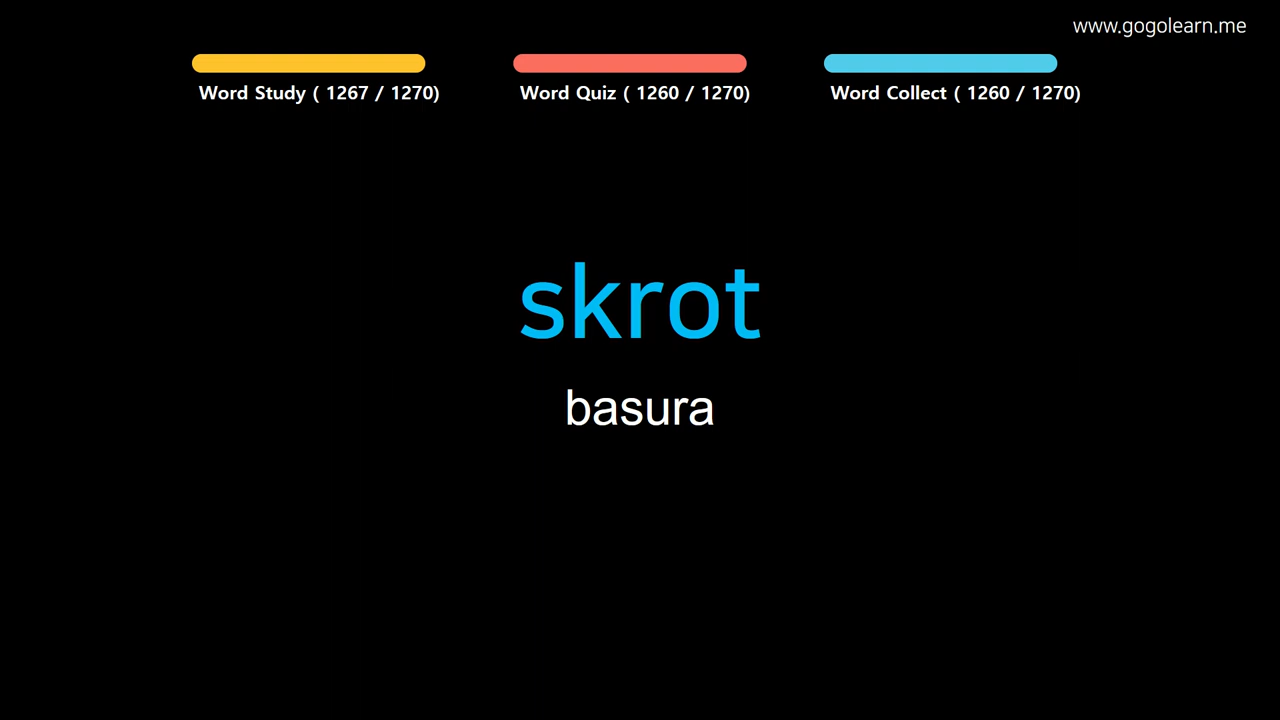 www.gogolearn.me
Word Study ( 1267 / 1270)
Word Quiz ( 1260 / 1270)
Word Collect ( 1260 / 1270)
skrot
basura